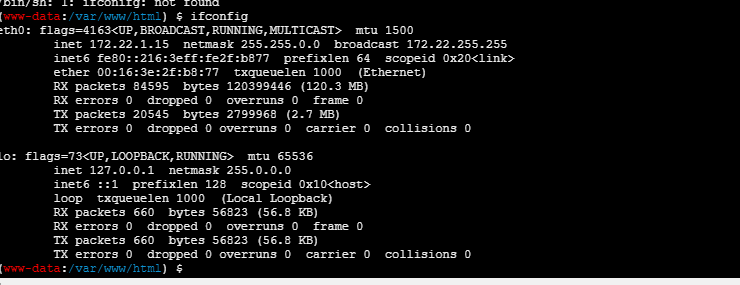 /bin/sh: 1: ifconifg: not found
(www-data:/var/www/html) $ ifconfig
eth0: flags=4163<UP,BROADCAST,RUNNING,MULTICAST>  mtu 1500
        inet 172.22.1.15  netmask 255.255.0.0  broadcast 172.22.255.255
        inet6 fe80::216:3eff:fe2f:b877  prefixlen 64  scopeid 0x20<link>
        ether 00:16:3e:2f:b8:77  txqueuelen 1000  (Ethernet)
        RX packets 84595  bytes 120399446 (120.3 MB)
        RX errors 0  dropped 0  overruns 0  frame 0
        TX packets 20545  bytes 2799968 (2.7 MB)
        TX errors 0  dropped 0 overruns 0  carrier 0  collisions 0

lo: flags=73<UP,LOOPBACK,RUNNING>  mtu 65536
        inet 127.0.0.1  netmask 255.0.0.0
        inet6 ::1  prefixlen 128  scopeid 0x10<host>
        loop  txqueuelen 1000  (Local Loopback)
        RX packets 660  bytes 56823 (56.8 KB)
        RX errors 0  dropped 0  overruns 0  frame 0
        TX packets 660  bytes 56823 (56.8 KB)
        TX errors 0  dropped 0 overruns 0  carrier 0  collisions 0
(www-data:/var/www/html) $